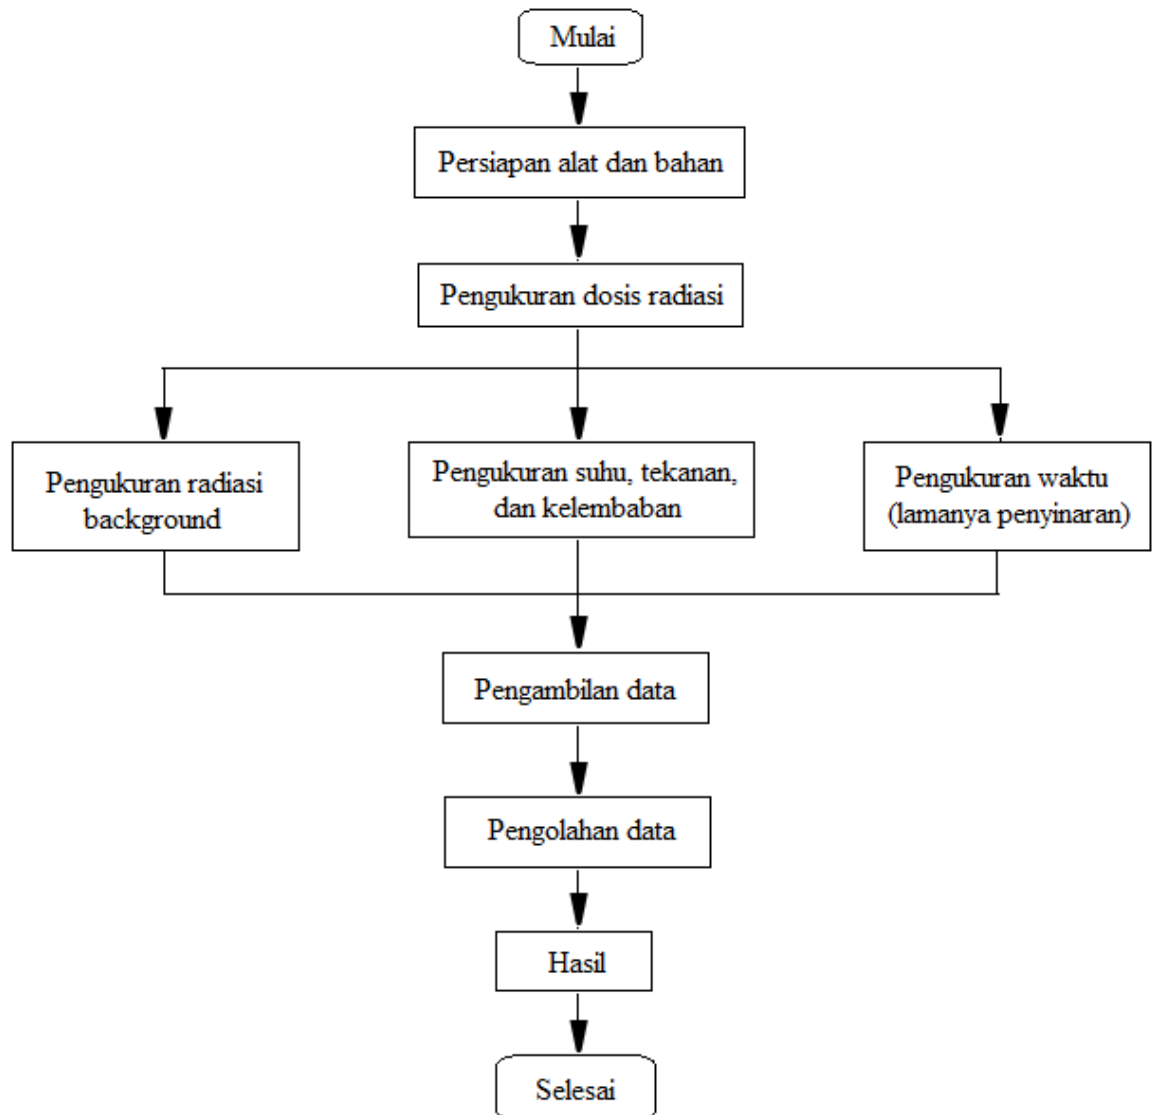 Mulai
Persiapan alat dan bahan
Pengukuran dosis radiasi
Pengukuran radiasi
background
Pengukuran suhu, tekanan,
dan kelembaban
Pengukuran waktu
(lamanya penyinaran)
Pengambilan data
Pengolahan data
Hasil
Selesai